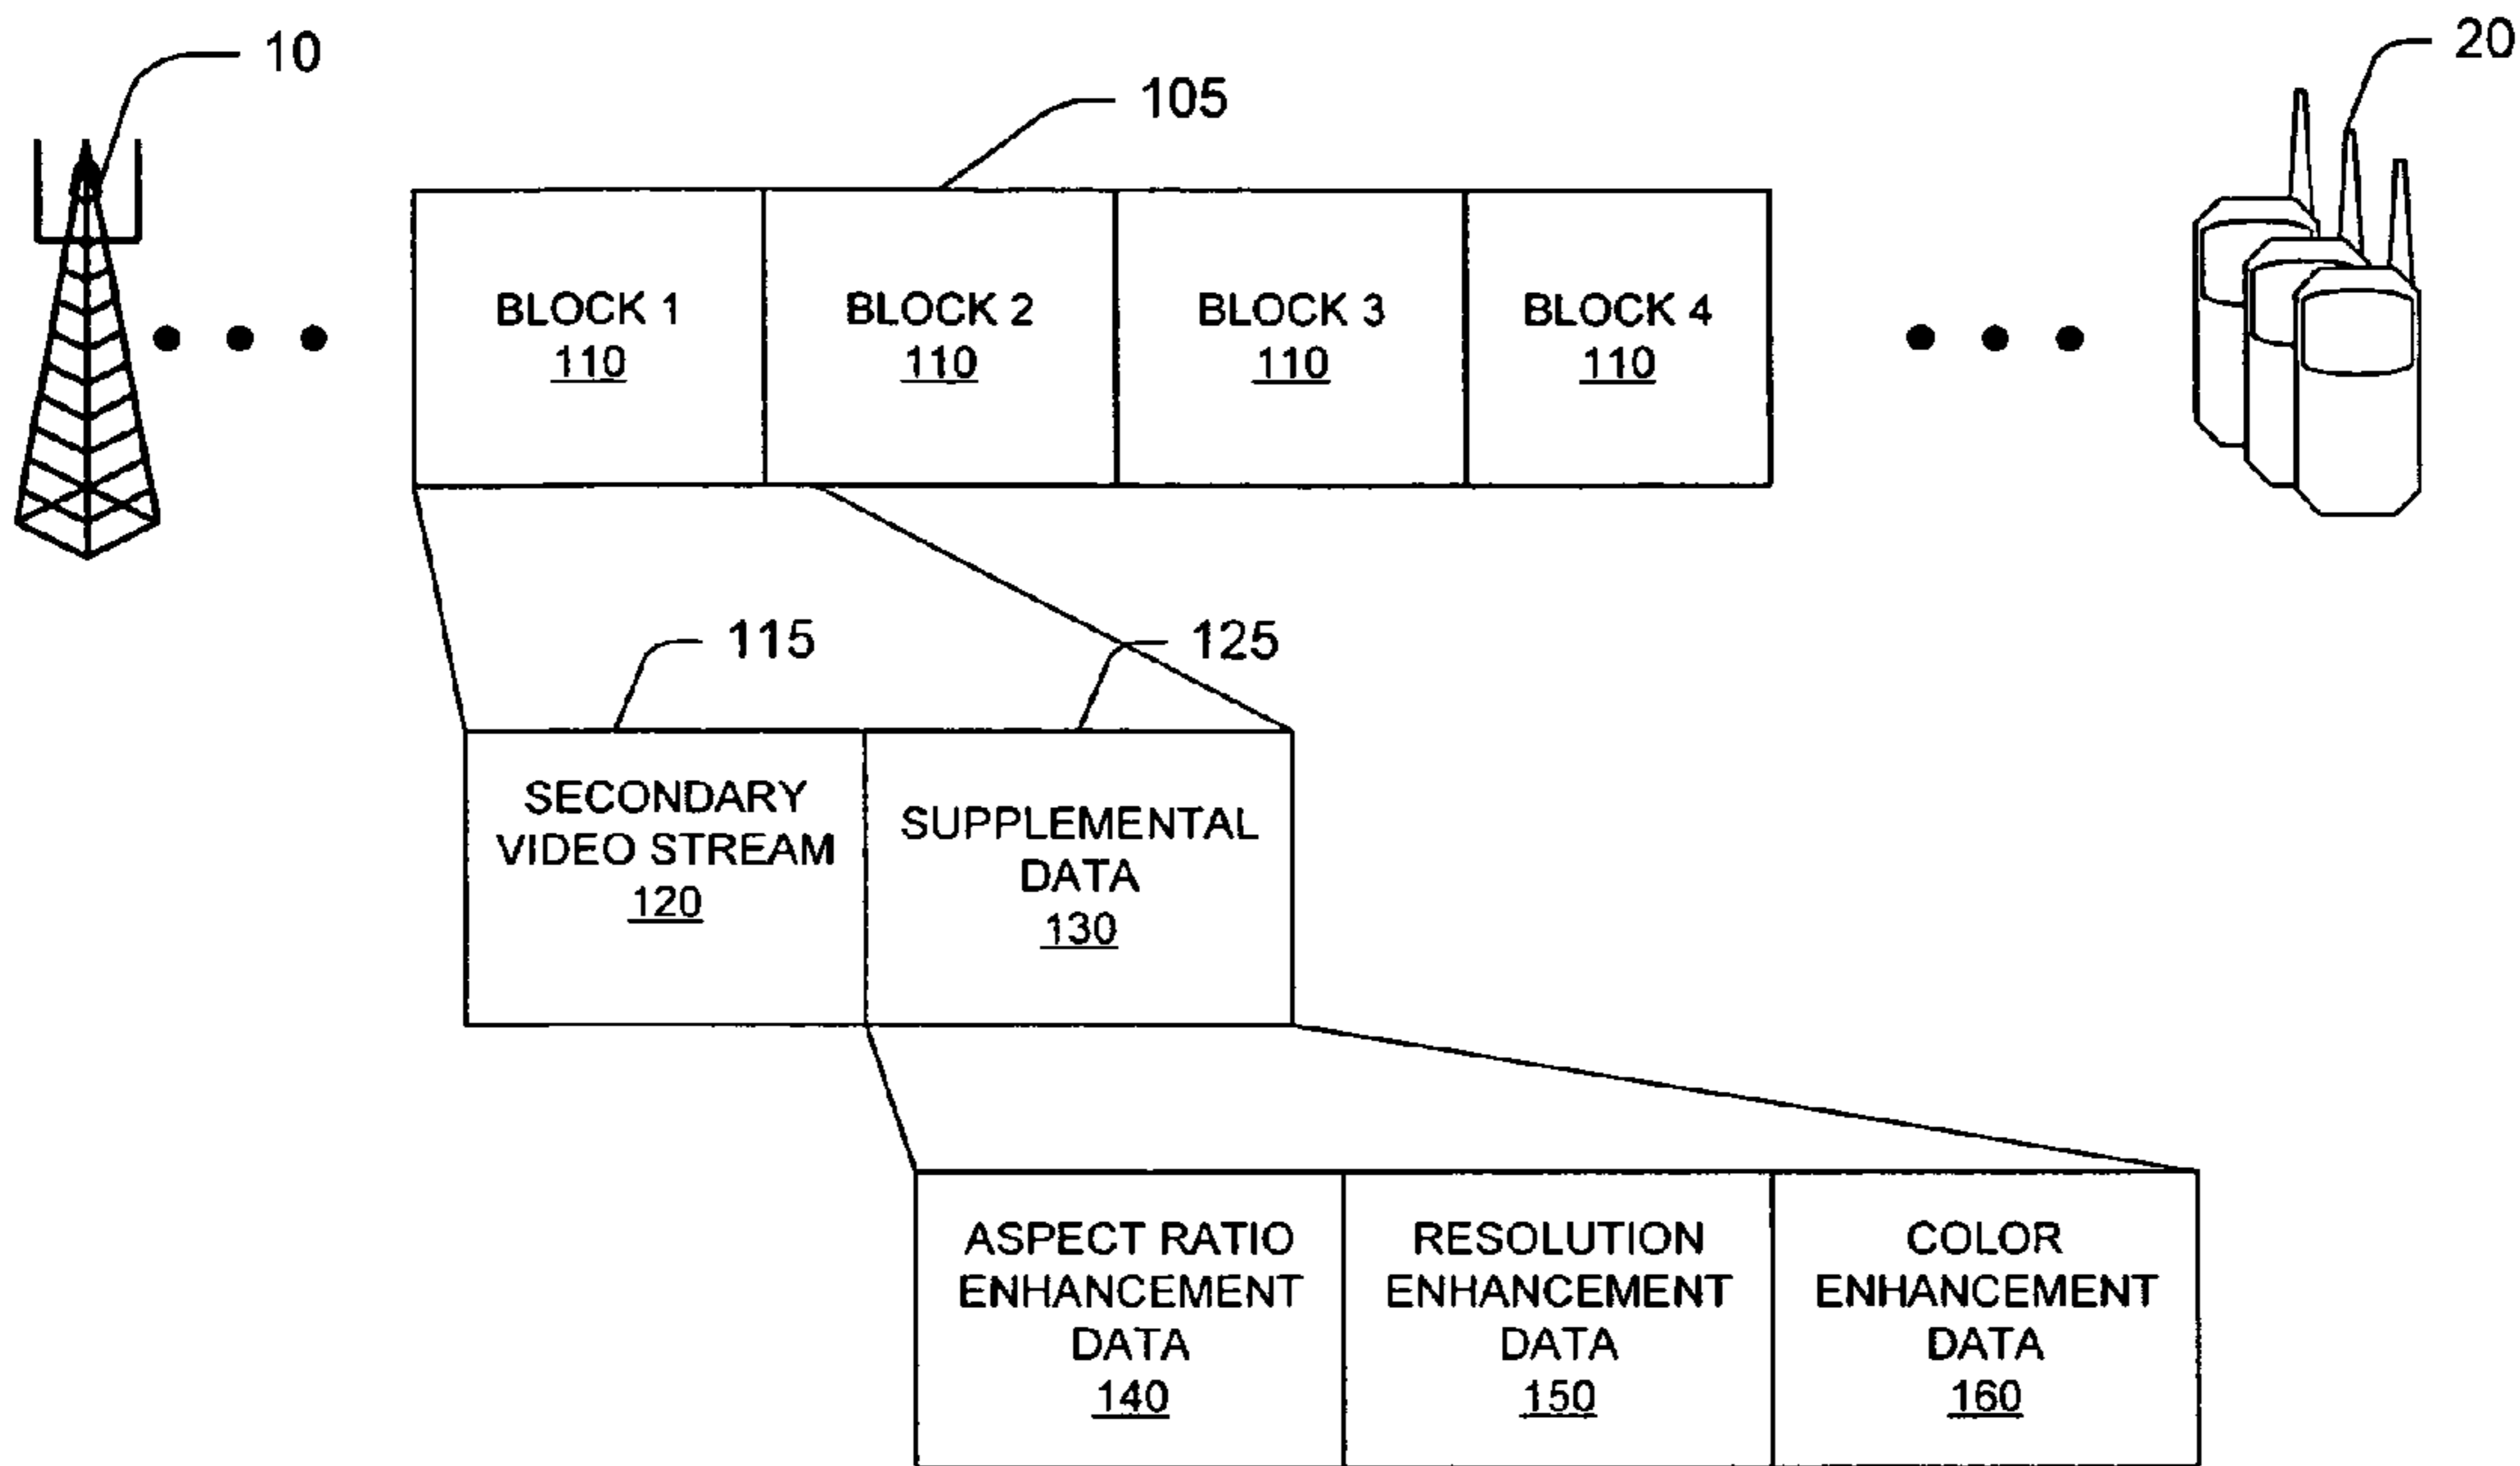 10
20
105
BLOCK 1
110
BLOCK 2
110
BLOCK 3
110
BLOCK 4
110
115
125
SECONDARY
VIDEO STREAM
120
SUPPLEMENTAL
DATA
130
ASPECT RATIO
ENHANCEMENT
DATA
140
RESOLUTION
ENHANCEMENT
DATA
150
COLOR
ENHANCEMENT
DATA
160